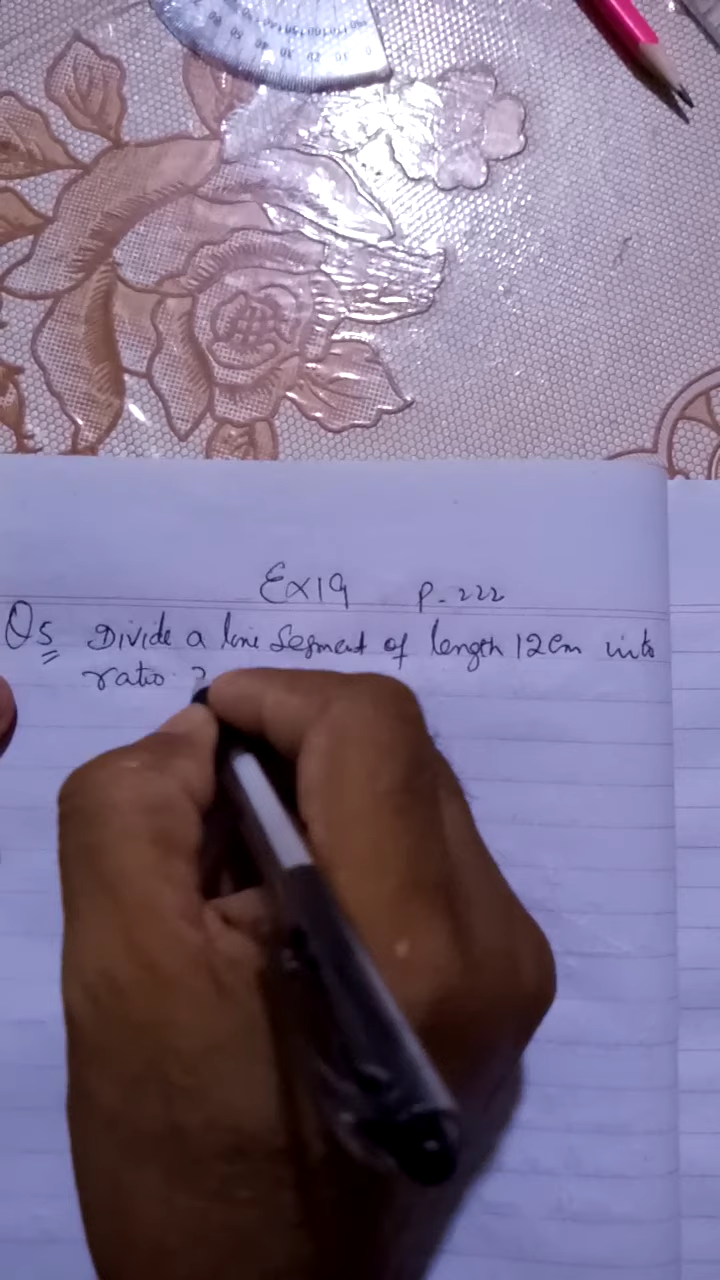 Ex19 P-222
Q5 Divide a line Segment of length 12cm into
ratio